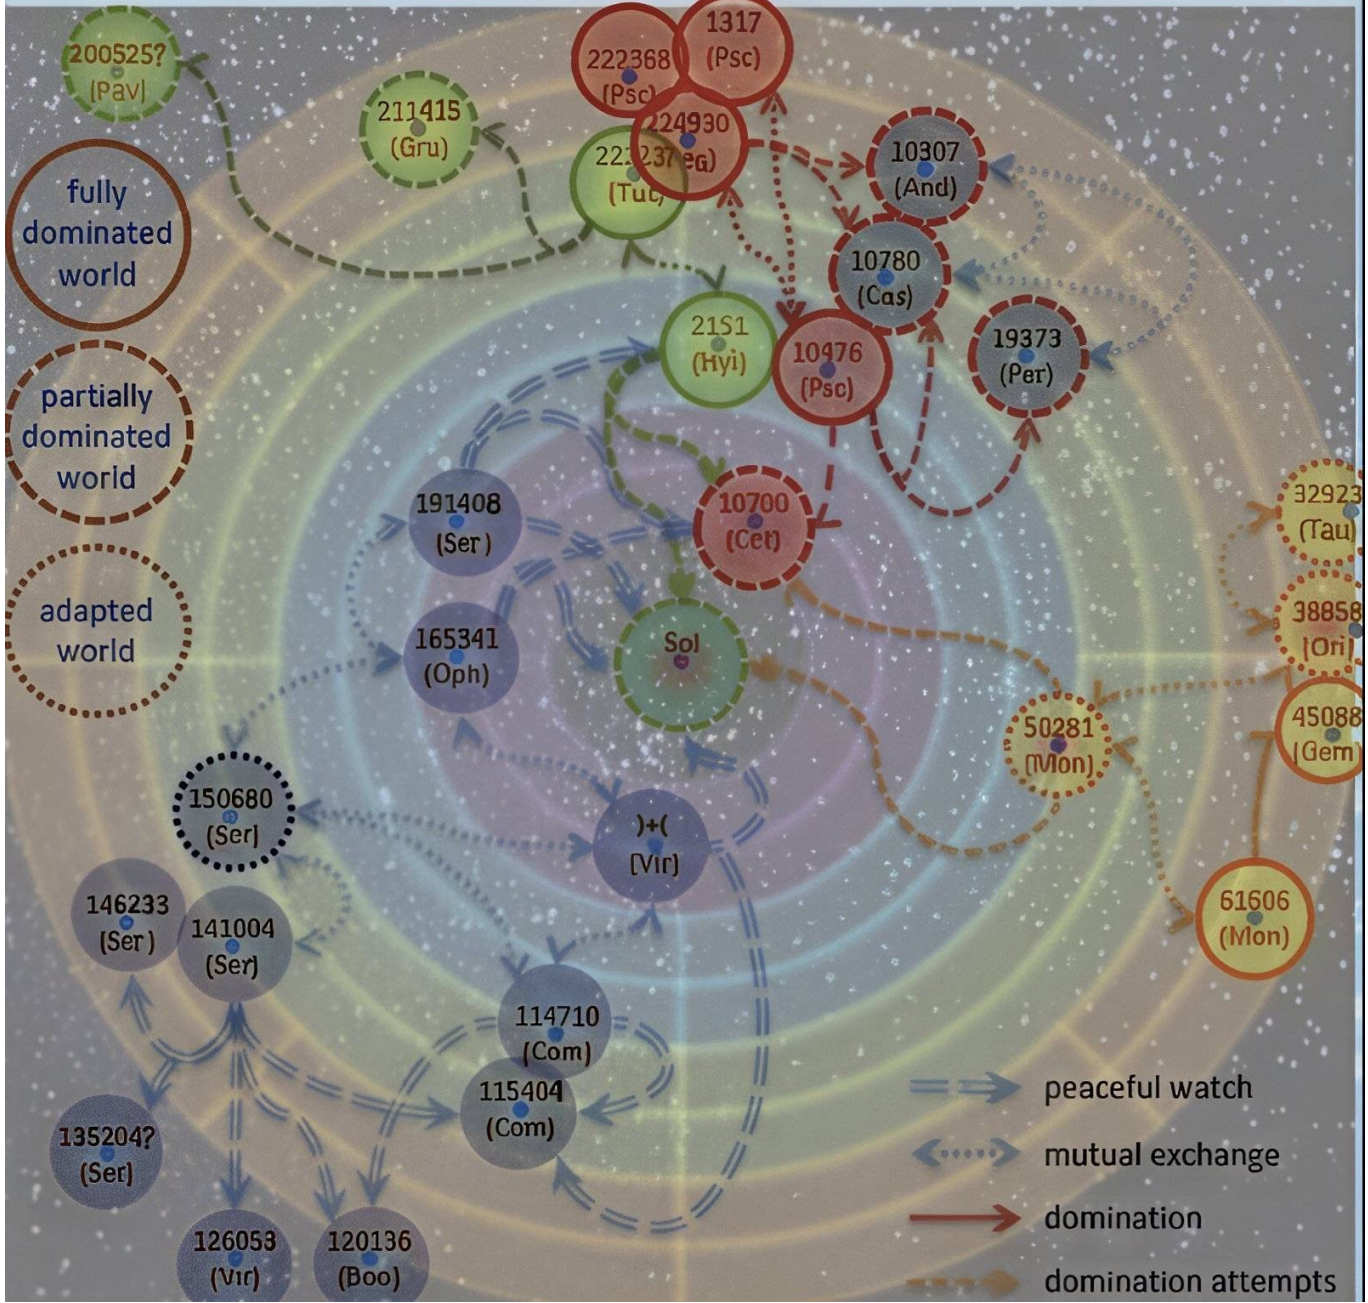 200525?
(Pav)
211415
(Gru)
222368
(Psc)
1317
(Psc)
224930
(Tuc)
10307
(And)
10780
(Cas)
19373
(Per)
fully
dominated
world
2151
(Hyi)
10476
(Psc)
partially
dominated
world
191408
(Ser)
10700
(Cet)
32923
(Tau)
adapted
world
165341
(Oph)
Sol
38858
(Ori)
50281
(Mon)
45088
(Gem
150680
(Ser)
)+(
(Vir)
146233
(Ser)
141004
(Ser)
61606
(Mon)
114710
(Com)
115404
(Com)
135204?
(Ser)
126053
(Vir)
120136
(Boo)
peaceful watch
mutual exchange
domination
domination attempts